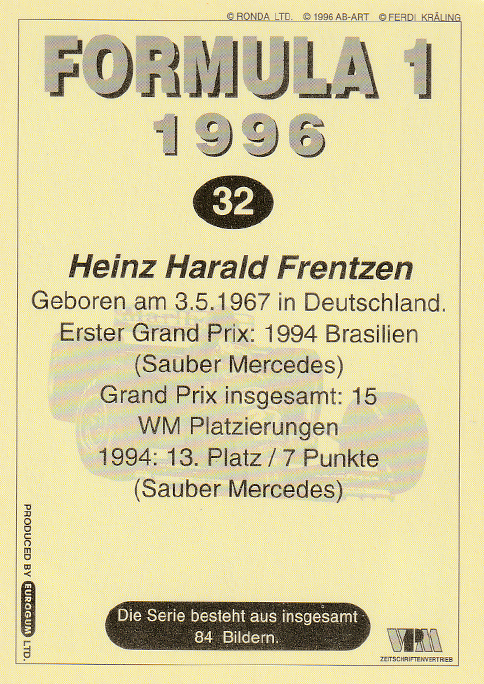 © RONDA LTD. © 1996 AB-ART © FERDI KRÄLING
FORMULA 1
1996
32
Heinz Harald Frentzen
Geboren am 3.5.1967 in Deutschland.
Erster Grand Prix: 1994 Brasilien
(Sauber Mercedes)
Grand Prix insgesamt: 15
WM Platzierungen
1994: 13. Platz / 7 Punkte
(Sauber Mercedes)
PRODUCED BY EUROGUM LTD.
Die Serie besteht aus insgesamt
84 Bildern.
VPM
ZEITSCHRIFTENVERTRIEB